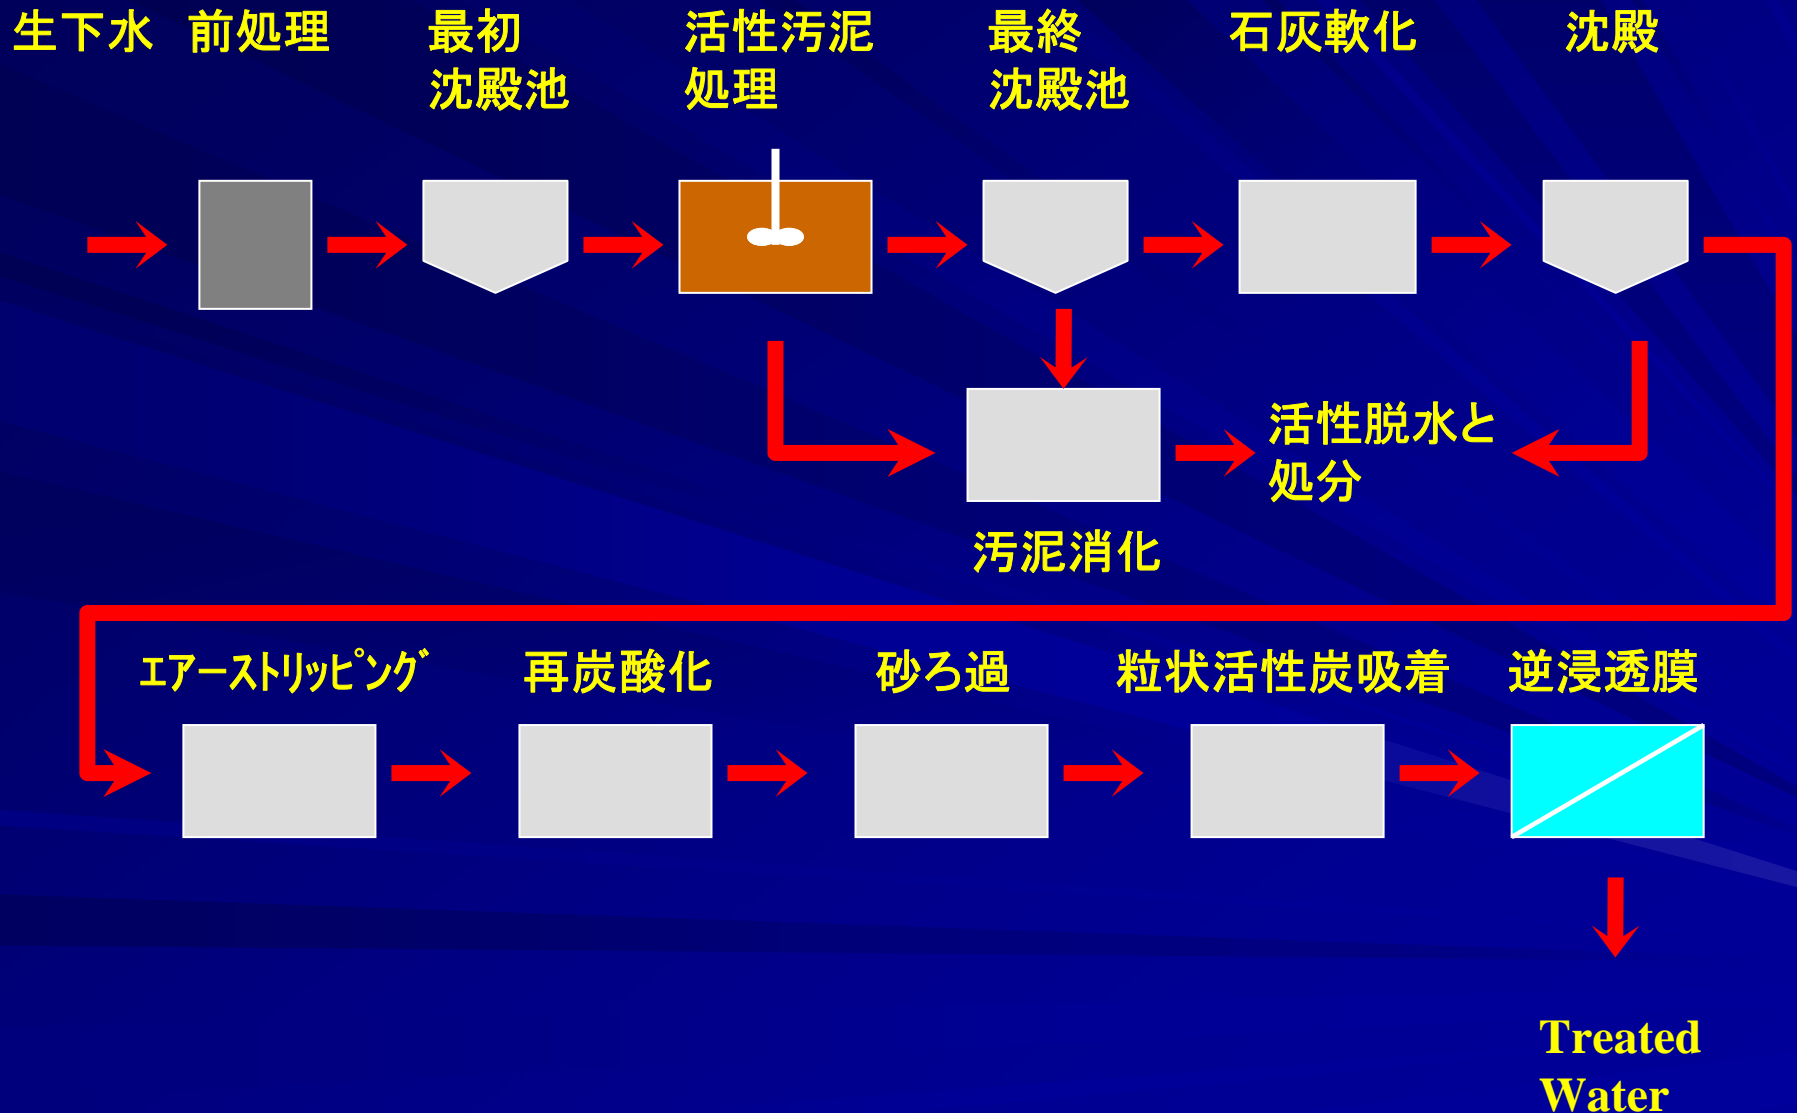 生下水
前処理
最初
沈殿池
活性汚泥
処理
最終
沈殿池
石灰軟化
沈殿
活性脱水と
処分
汚泥消化
ｴｱｰｽﾄﾘｯﾋﾟﾝｸﾞ
再炭酸化
砂ろ過
粒状活性炭吸着
逆浸透膜
Treated
Water